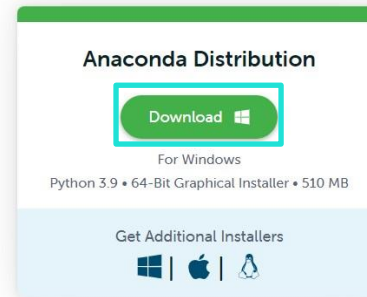 Anaconda Distribution
Download
For Windows
Python 3.9 • 64-Bit Graphical Installer • 510 MB
Get Additional Installers
| |